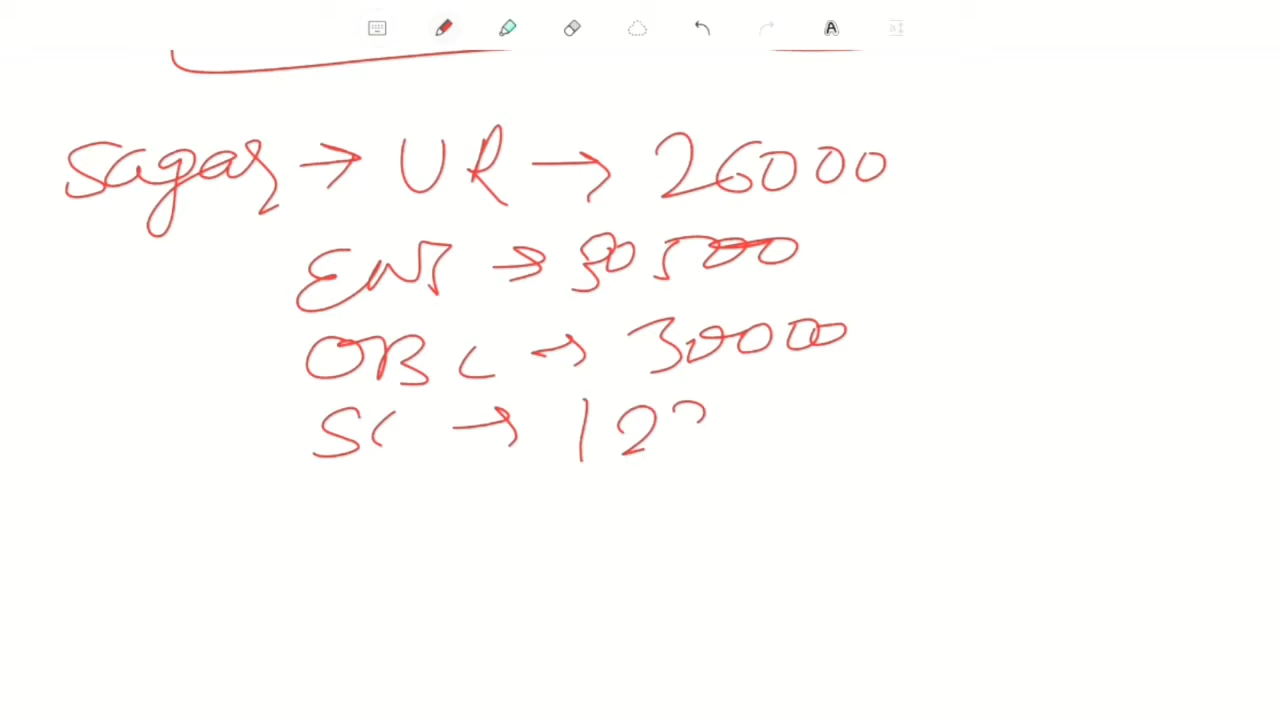 Sagar → UR → 26000
EWS → 30500
OBC → 30000
SC → 12